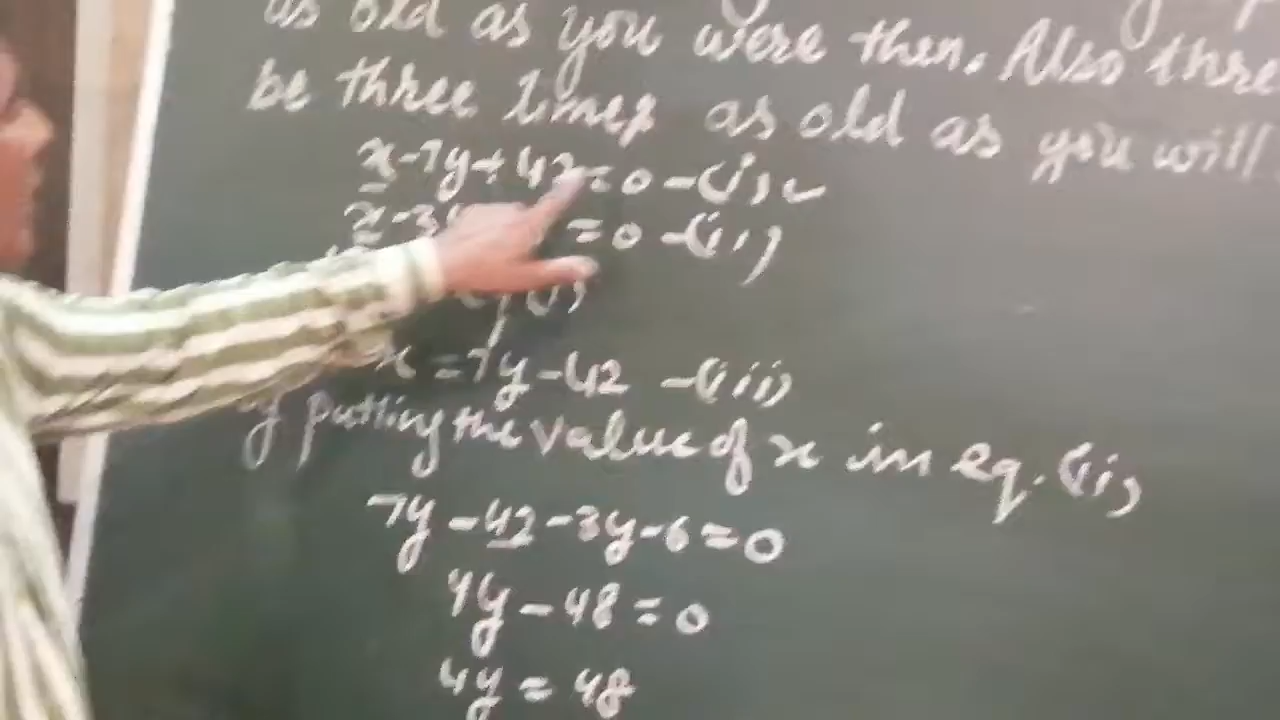 as old as you were then. Also thre
be three times as old as you will
x-7y+42=0-(i)
x-3 =0-(ii)
x=7y-42 -(iii)
putting the value of x in eq. (ii)
7y-42-3y-6=0
4y-48=0
4y=48